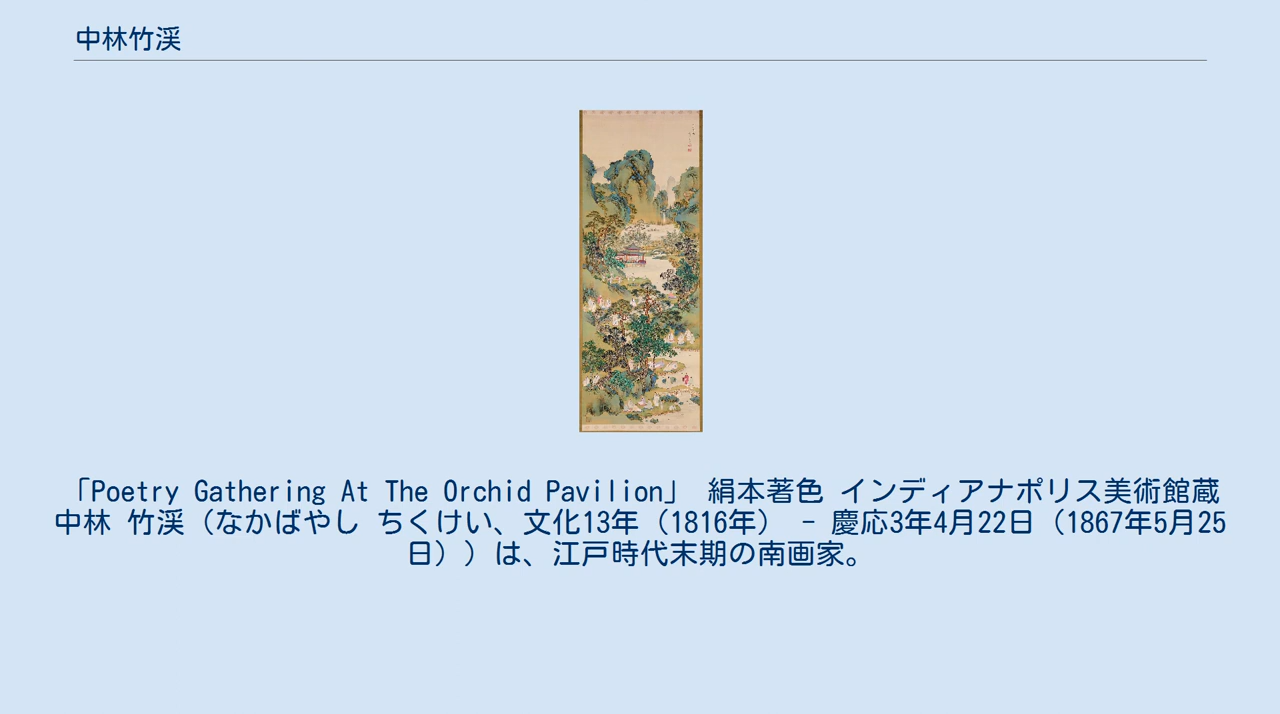 中林竹渓
「Poetry Gathering At The Orchid Pavilion」 絹本著色 インディアナポリス美術館蔵
中林 竹渓（なかばやし ちくけい、文化13年（1816年） - 慶応3年4月22日（1867年5月25
日））は、江戸時代末期の南画家。